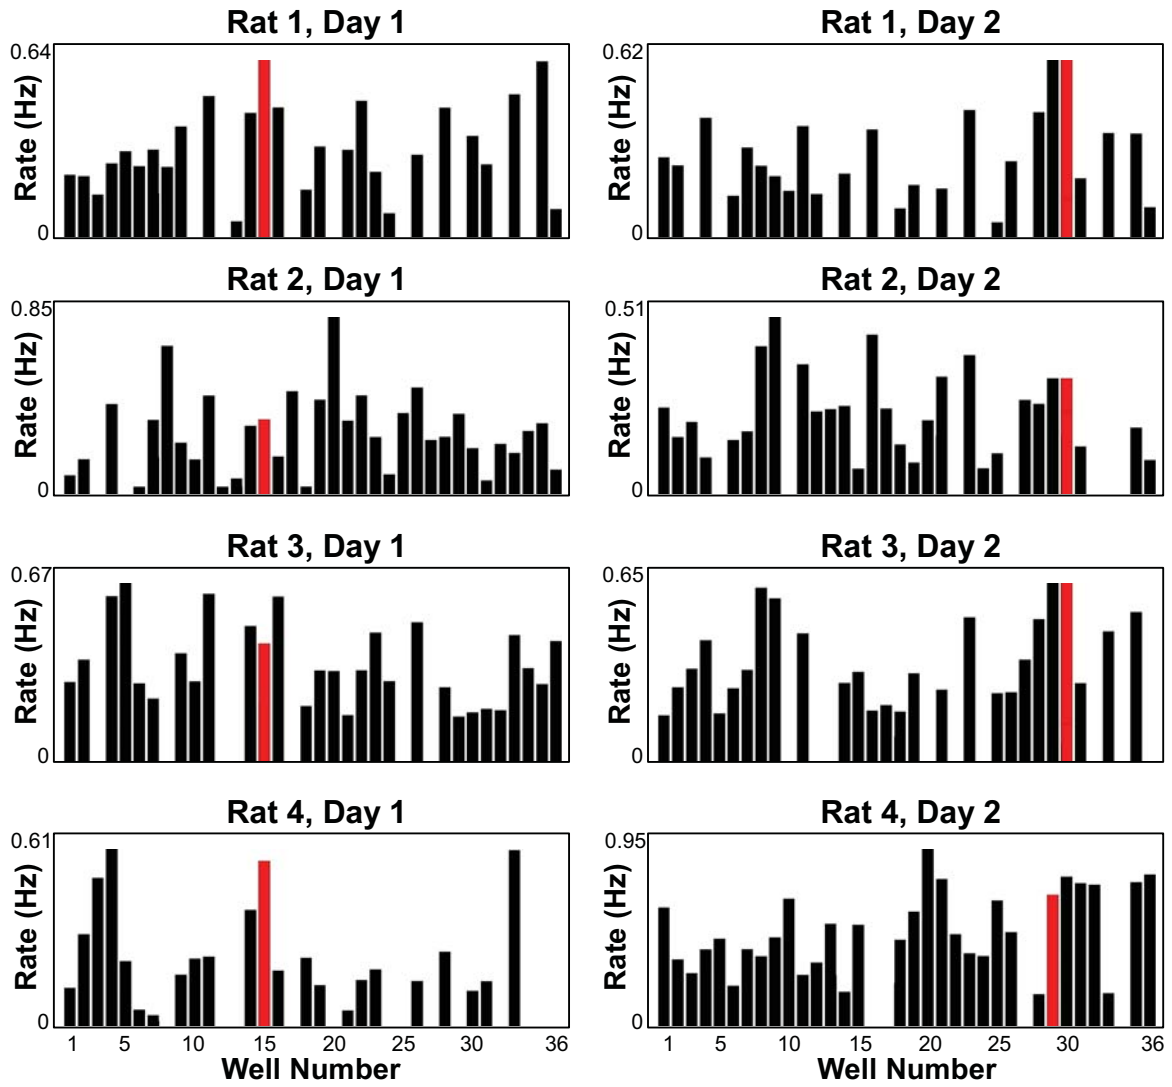 Rat 1, Day 1
0.64
Rate (Hz)
0
Rat 1, Day 2
0.62
Rate (Hz)
0
Rat 2, Day 1
0.85
Rate (Hz)
0
Rat 2, Day 2
0.51
Rate (Hz)
0
Rat 3, Day 1
0.67
Rate (Hz)
0
Rat 3, Day 2
0.65
Rate (Hz)
0
Rat 4, Day 1
0.61
Rate (Hz)
0
1 5 10 15 20 25 30 36
Well Number
Rat 4, Day 2
0.95
Rate (Hz)
0
1 5 10 15 20 25 30 36
Well Number